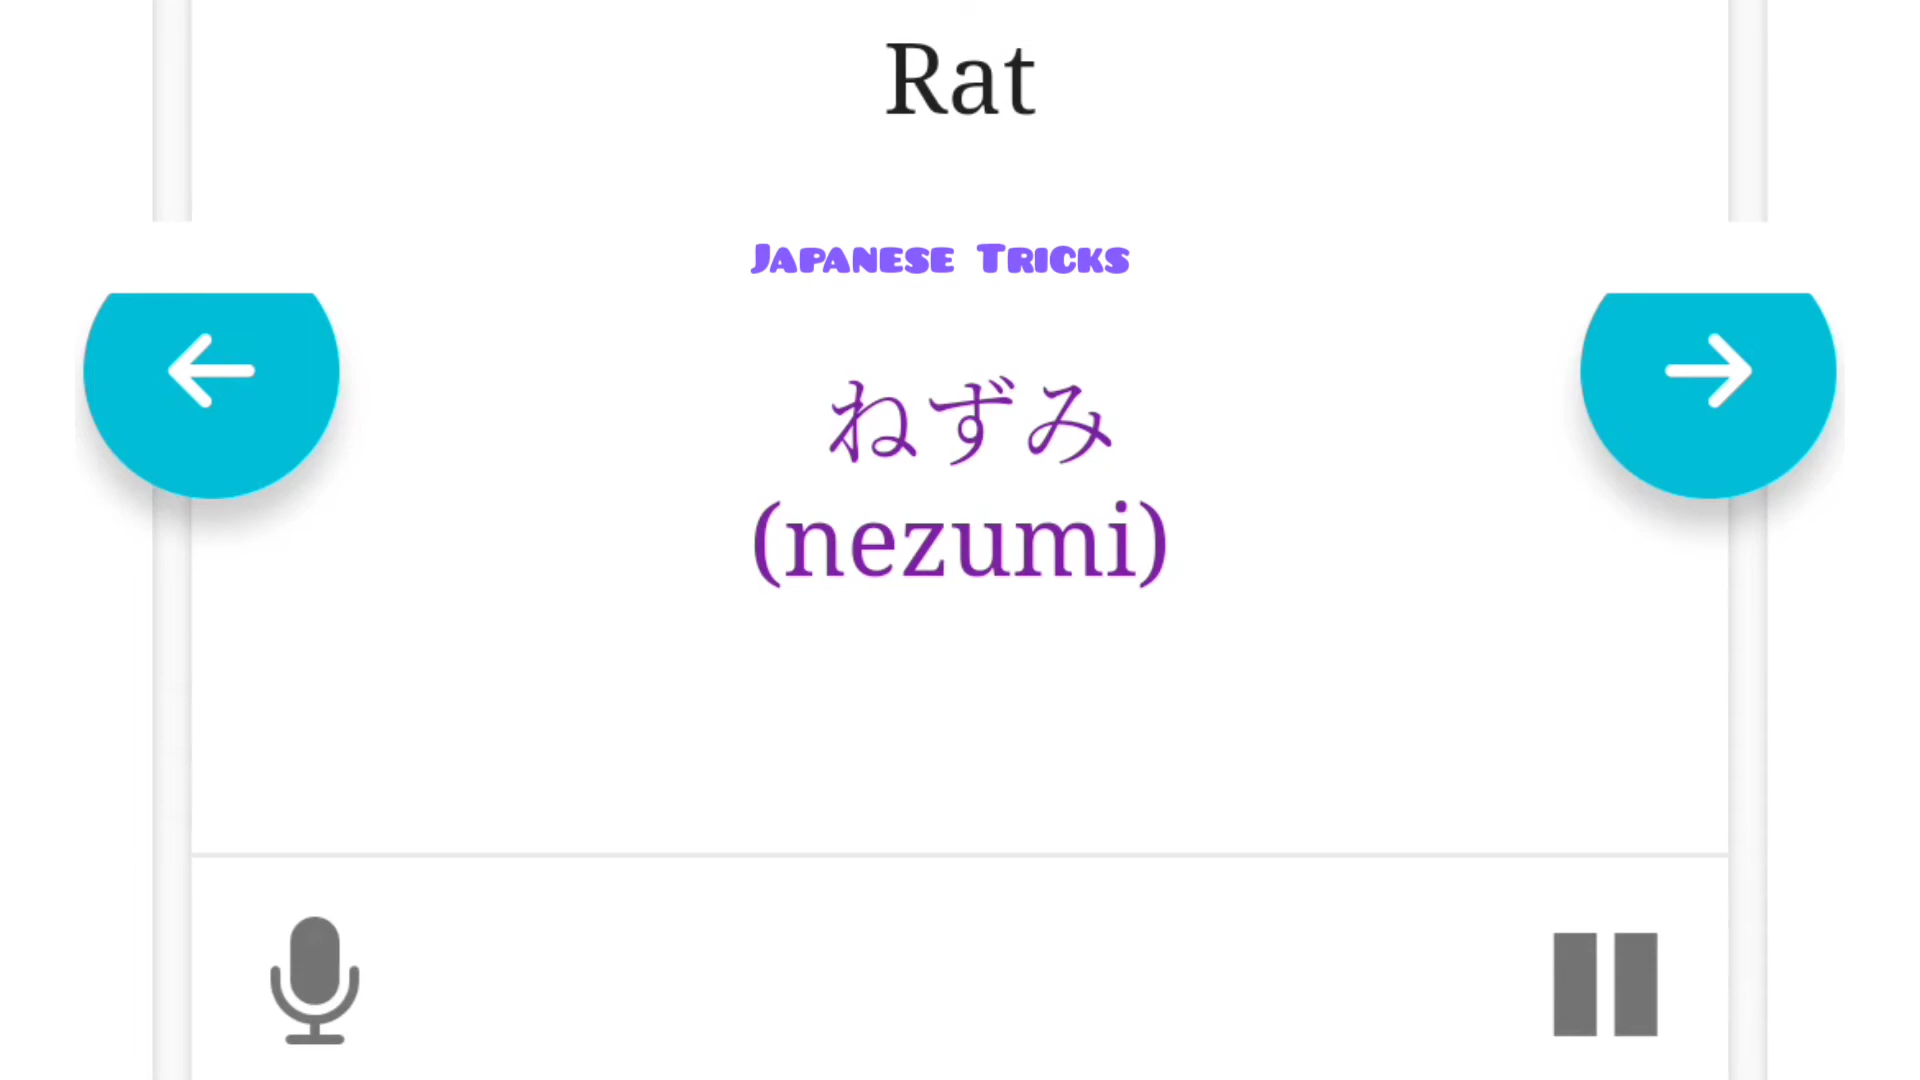 Rat
Japanese Tricks
ねずみ
(nezumi)